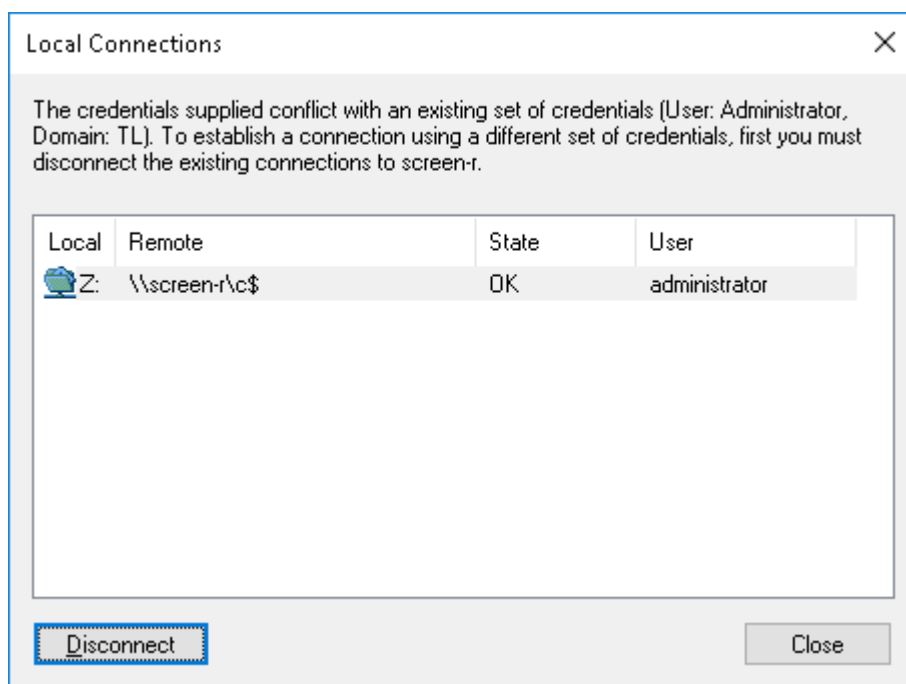 Local Connections
The credentials supplied conflict with an existing set of credentials (User: Administrator,
Domain: TL). To establish a connection using a different set of credentials, first you must
disconnect the existing connections to screen-r.
Local Remote State User
Z: \\screen-r\c$ OK administrator
Disconnect Close